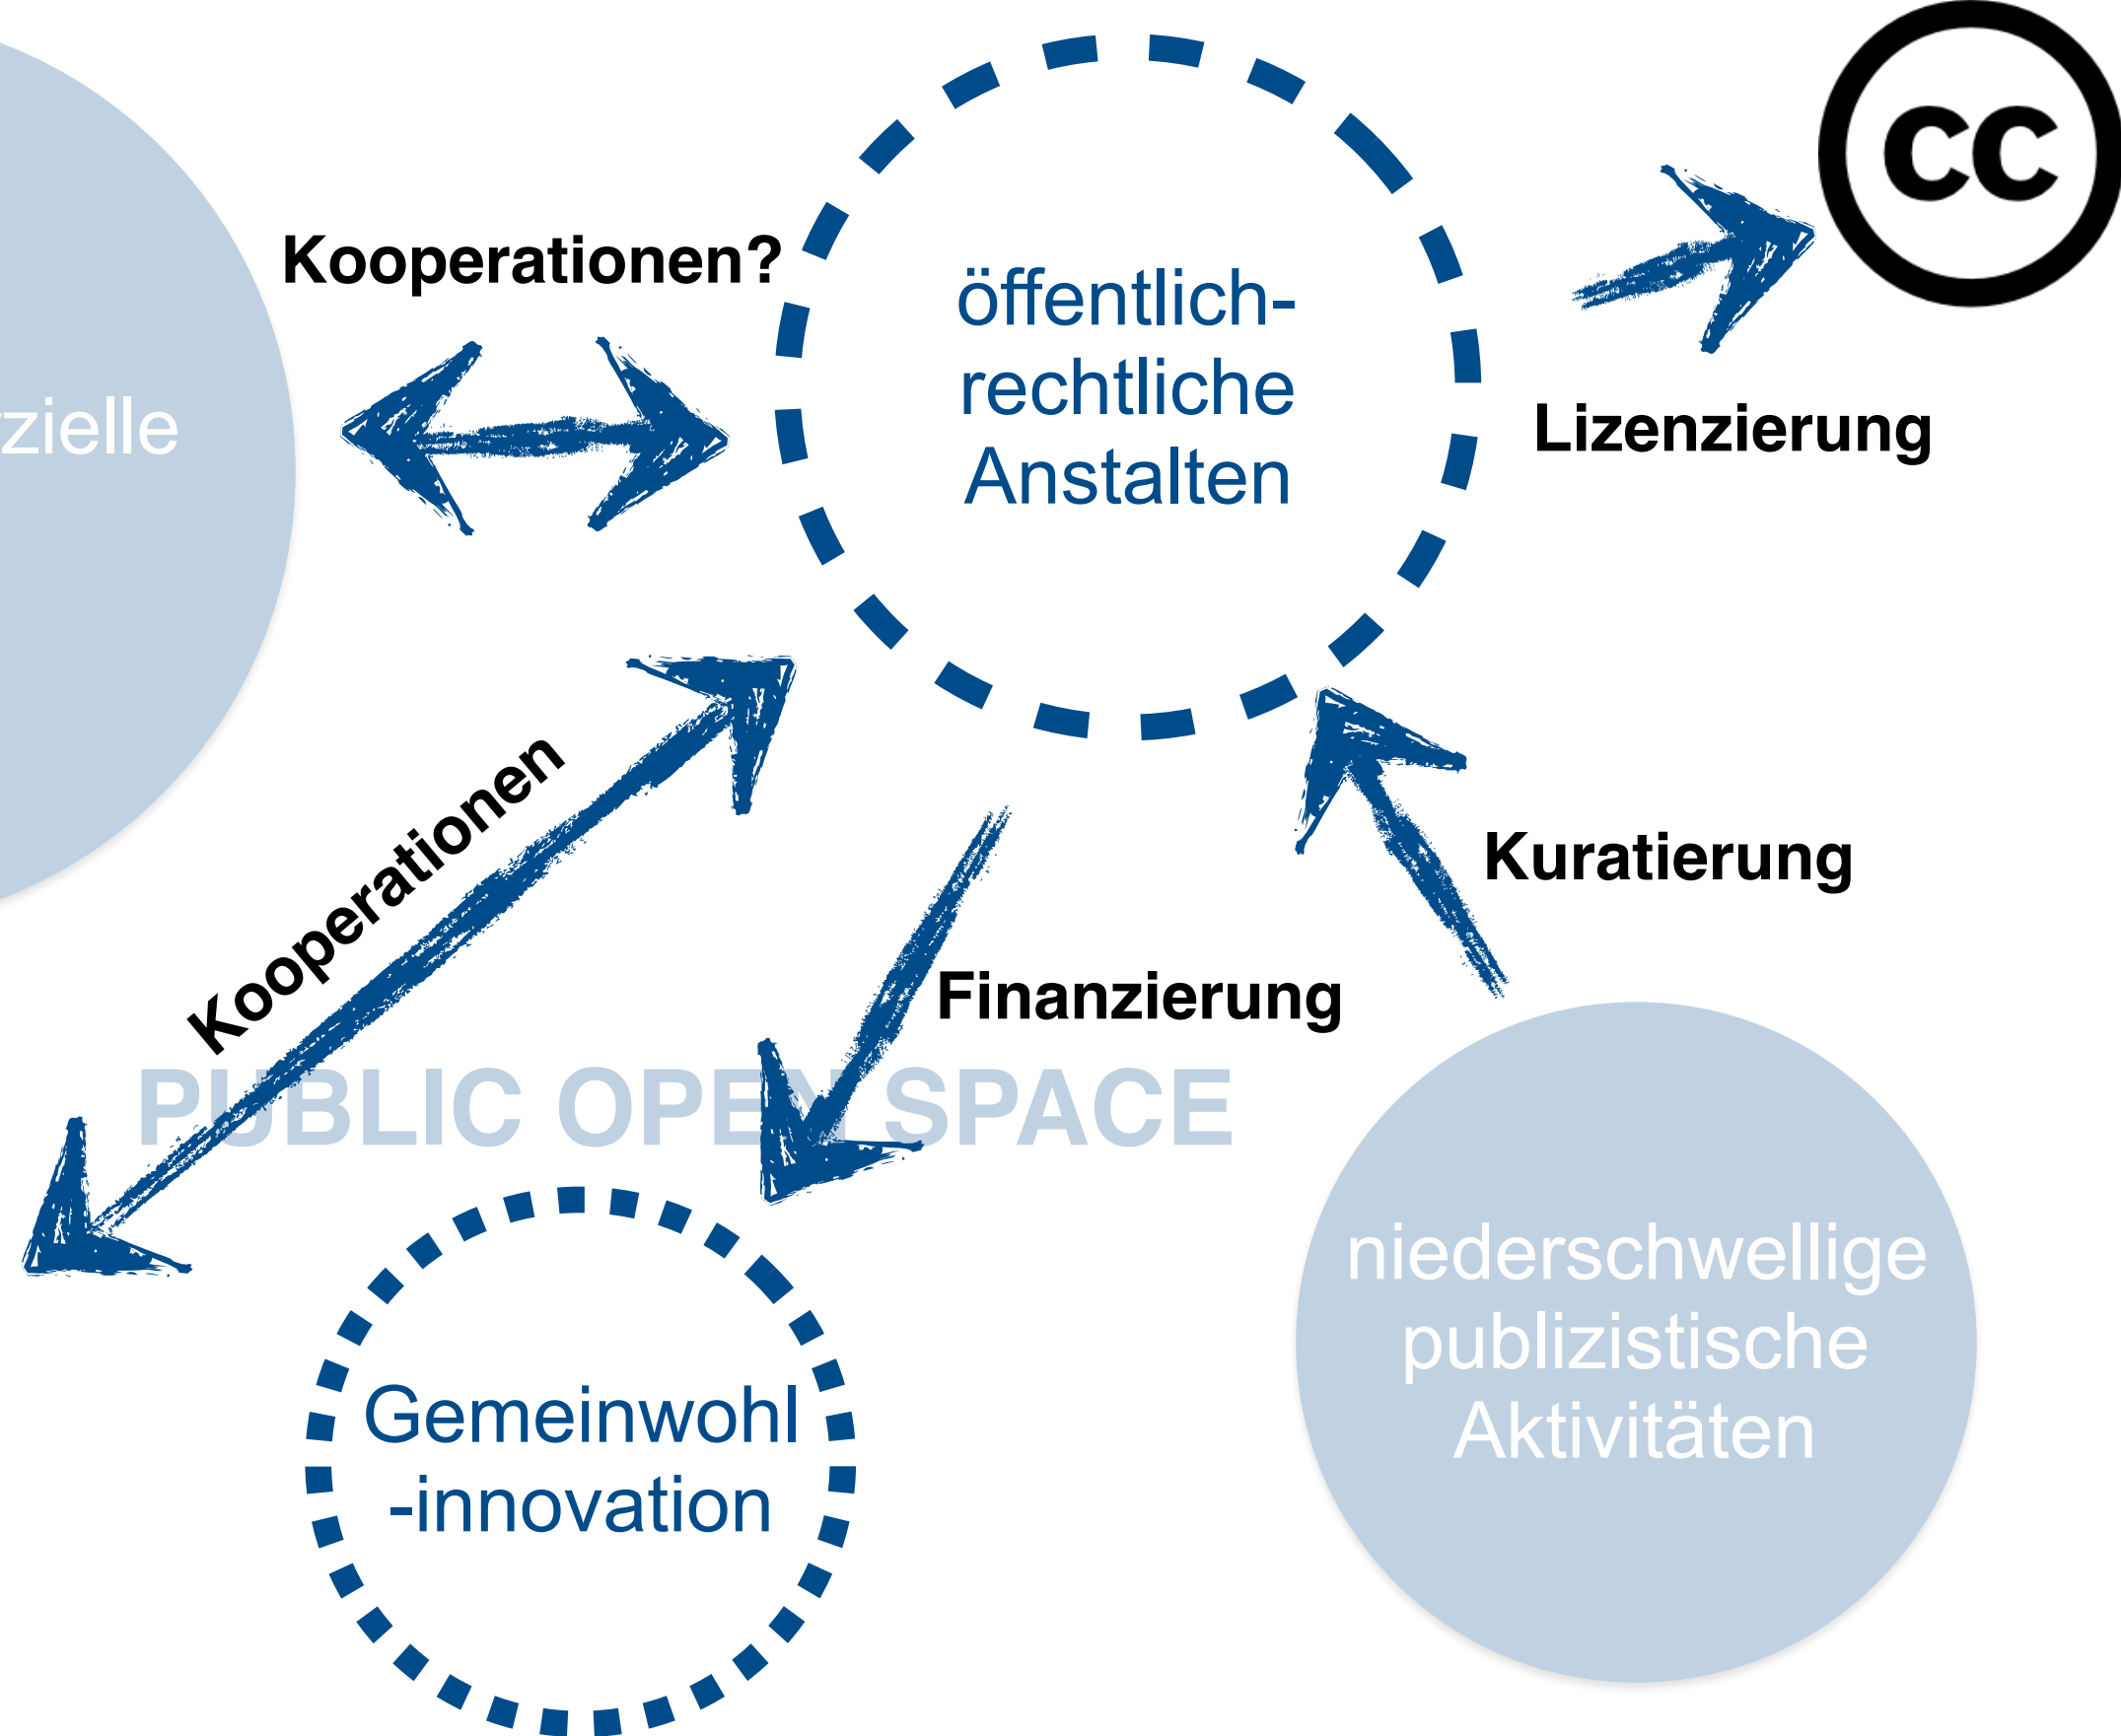 cc
Kooperationen?
öffentlich-
rechtliche
Anstalten
zielle
Lizenzierung
Kooperationen
Kuratierung
Finanzierung
PUBLIC OPEN SPACE
niederschwellige
publizistische
Aktivitäten
Gemeinwohl
-innovation